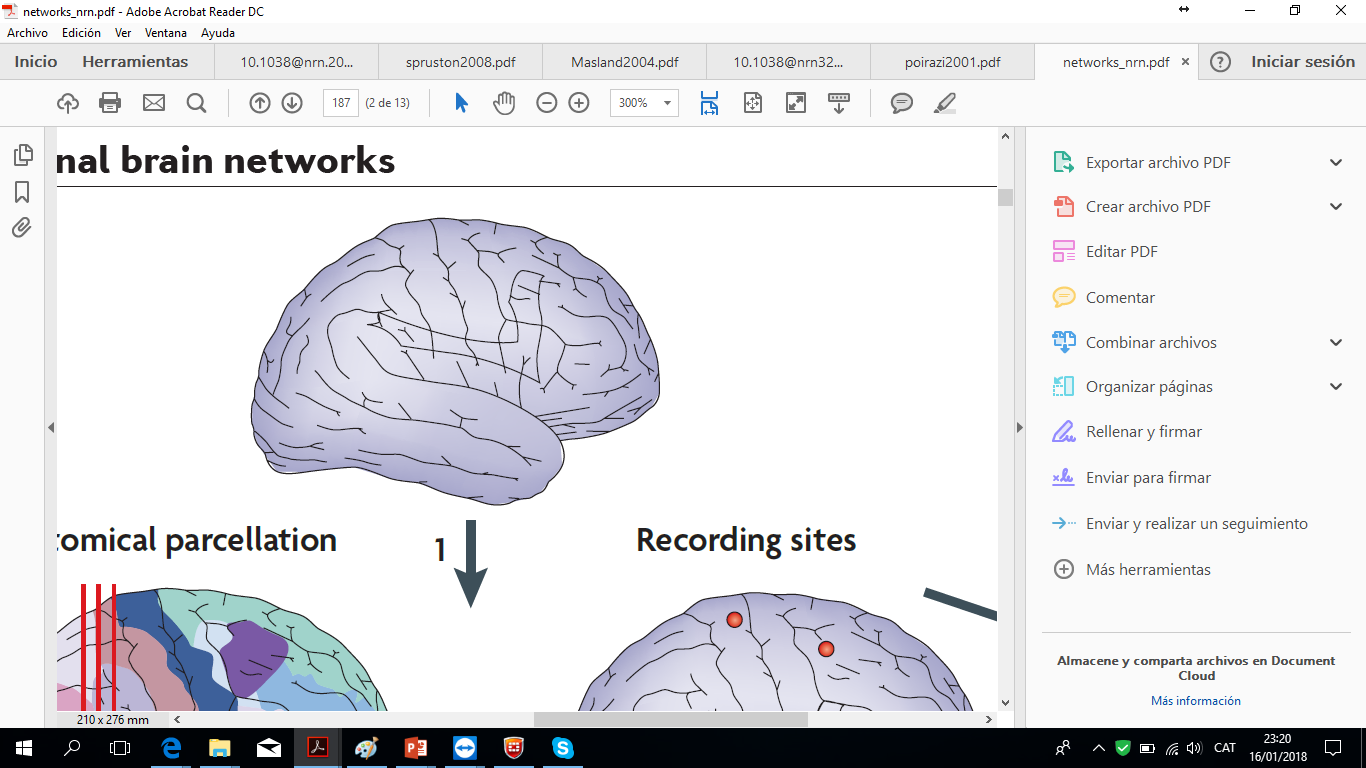 networks_nrn.pdf - Adobe Acrobat Reader DC
Archivo Edición Ver Ventana Ayuda
Inicio Herramientas 10.1038@nrn.20... spruston2008.pdf Masland2004.pdf 10.1038@nrn32... poirazi2001.pdf networks_nrn.pdf × ? Iniciar sesión
187 (2 de 13) 300%
nal brain networks
tomical parcellation
1
Recording sites
210 x 276 mm
Exportar archivo PDF
Crear archivo PDF
Editar PDF
Comentar
Combinar archivos
Organizar páginas
Rellenar y firmar
Enviar para firmar
Enviar y realizar un seguimiento
Más herramientas
Almacene y comparta archivos en Document
Cloud
Más información
CAT
23:20
16/01/2018